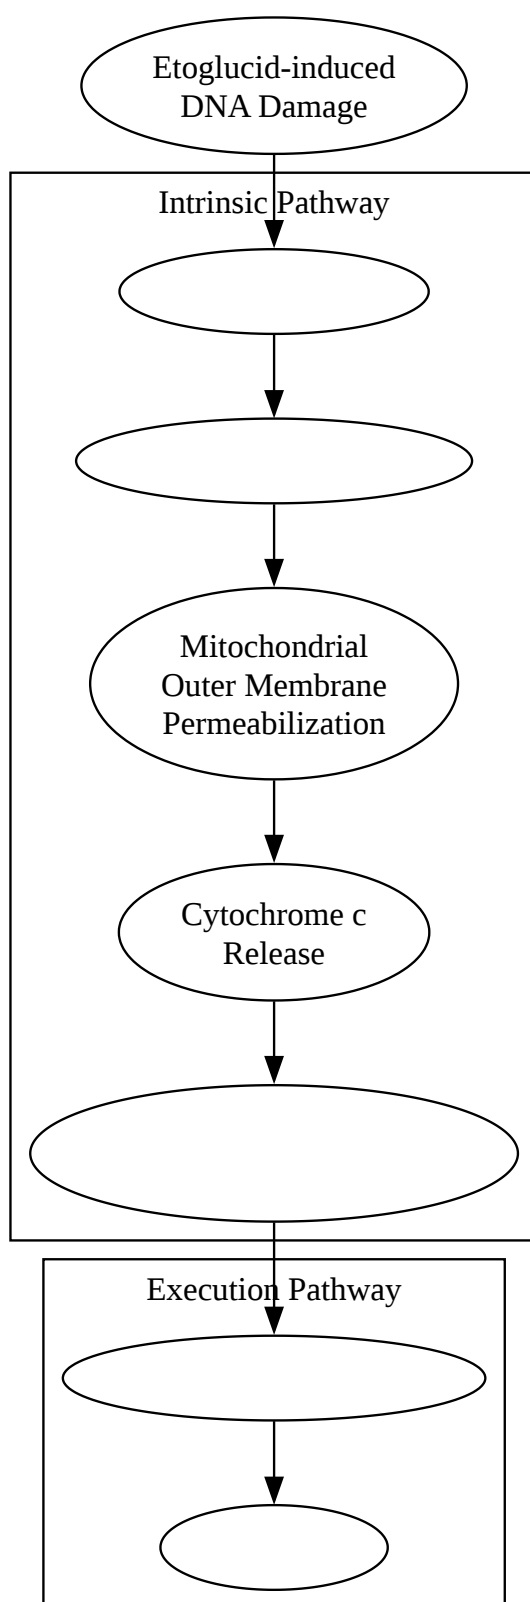 Etoglucid-induced
DNA Damage
Intrinsic Pathway
Mitochondrial
Outer Membrane
Permeabilization
Cytochrome c
Release
Execution Pathway